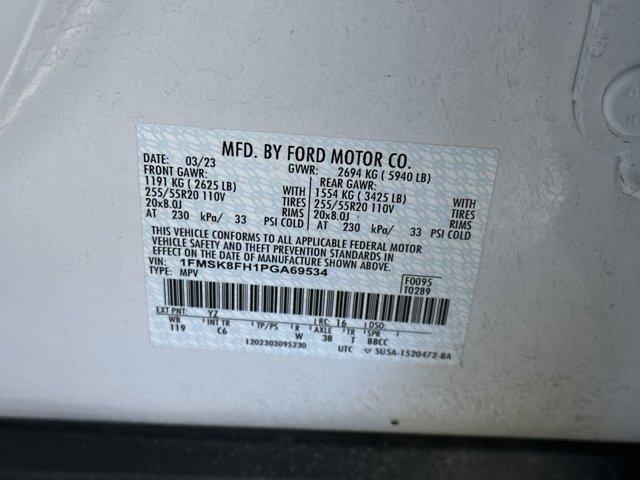 MFD. BY FORD MOTOR CO.
DATE: 03/23 GVWR: 2694 KG ( 5940 LB)
FRONT GAWR: REAR GAWR:
1191 KG ( 2625 LB) WITH 1554 KG ( 3425 LB) WITH
255/55R20 110V TIRES 255/55R20 110V TIRES
20x8.0J RIMS 20x8.0J RIMS
AT 230 kPa/ 33 PSI COLD AT 230 kPa/ 33 PSI COLD
THIS VEHICLE CONFORMS TO ALL APPLICABLE FEDERAL MOTOR
VEHICLE SAFETY AND THEFT PREVENTION STANDARDS IN
EFFECT ON THE DATE OF MANUFACTURE SHOWN ABOVE.
VIN: 1FMSK8FH1PGA69534 F0095
TYPE: MPV T0289
EXT PNT: YZ RC: 16 DSO:
WB INT TR TP/PS R AXLE TR
119 C6 W 3B T BBCC
1202303095230 UTC 5U5A-1520472-BA